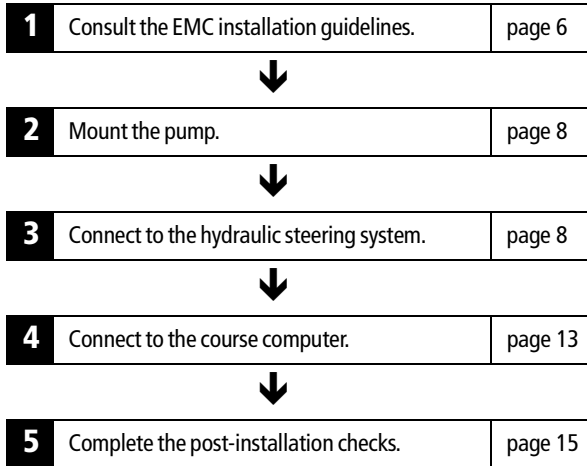 1 Consult the EMC installation guidelines. page 6
2 Mount the pump. page 8
3 Connect to the hydraulic steering system. page 8
4 Connect to the course computer. page 13
5 Complete the post-installation checks. page 15